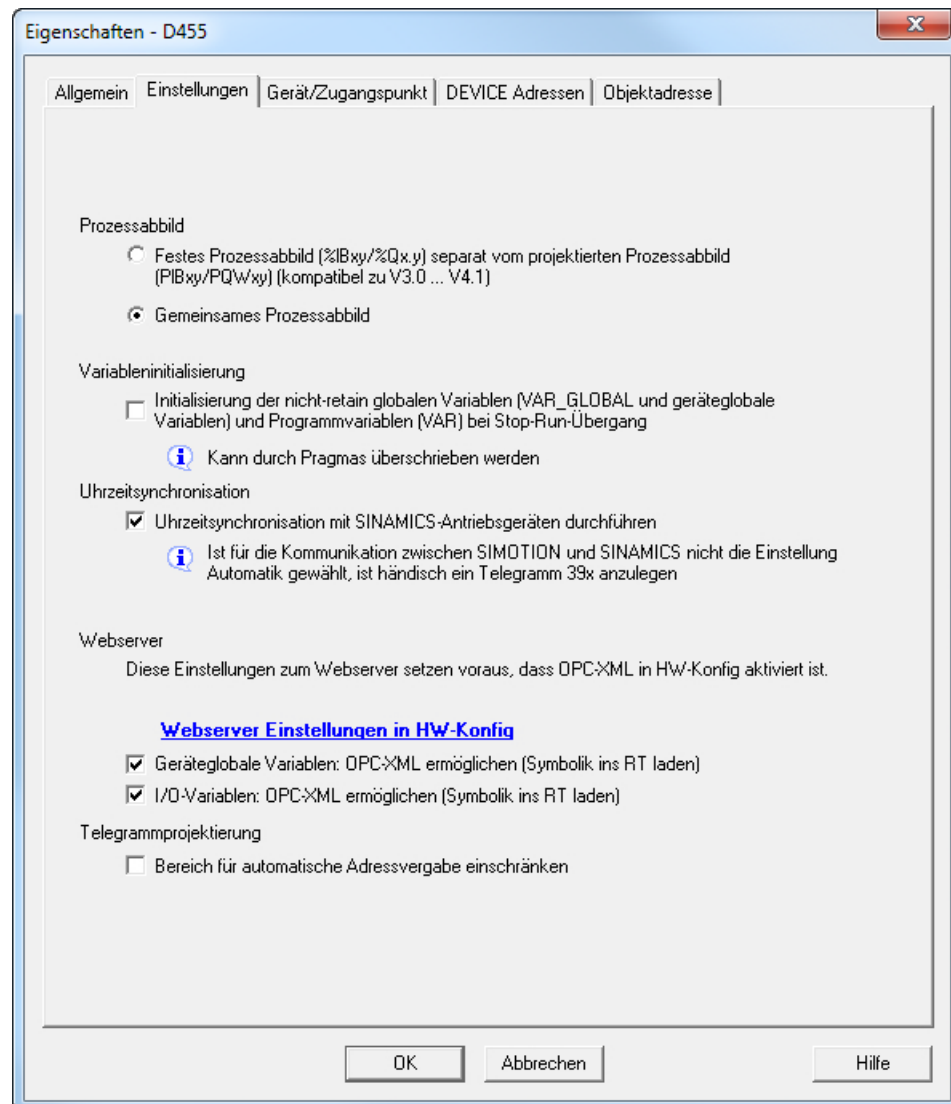 Eigenschaften - D455
Allgemein Einstellungen Gerät/Zugangspunkt DEVICE Adressen Objektadresse
Prozessabbild
Festes Prozessabbild (%IBxy/%Qx.y) separat vom projektierten Prozessabbild
(PIBxy/PQWxy) (kompatibel zu V3.0 ... V4.1)
Gemeinsames Prozessabbild
Variableninitialisierung
Initialisierung der nicht-retain globalen Variablen (VAR_GLOBAL und geräteglobale
Variablen) und Programmvariablen (VAR) bei Stop-Run-Übergang
Kann durch Pragmas überschrieben werden
Uhrzeitsynchronisation
Uhrzeitsynchronisation mit SINAMICS-Antriebsgeräten durchführen
Ist für die Kommunikation zwischen SIMOTION und SINAMICS nicht die Einstellung
Automatik gewählt, ist händisch ein Telegramm 39x anzulegen
Webserver
Diese Einstellungen zum Webserver setzen voraus, dass OPC-XML in HW-Konfig aktiviert ist.
Webserver Einstellungen in HW-Konfig
Geräteglobale Variablen: OPC-XML ermöglichen (Symbolik ins RT laden)
I/O-Variablen: OPC-XML ermöglichen (Symbolik ins RT laden)
Telegrammprojektierung
Bereich für automatische Adressvergabe einschränken
OK Abbrechen Hilfe